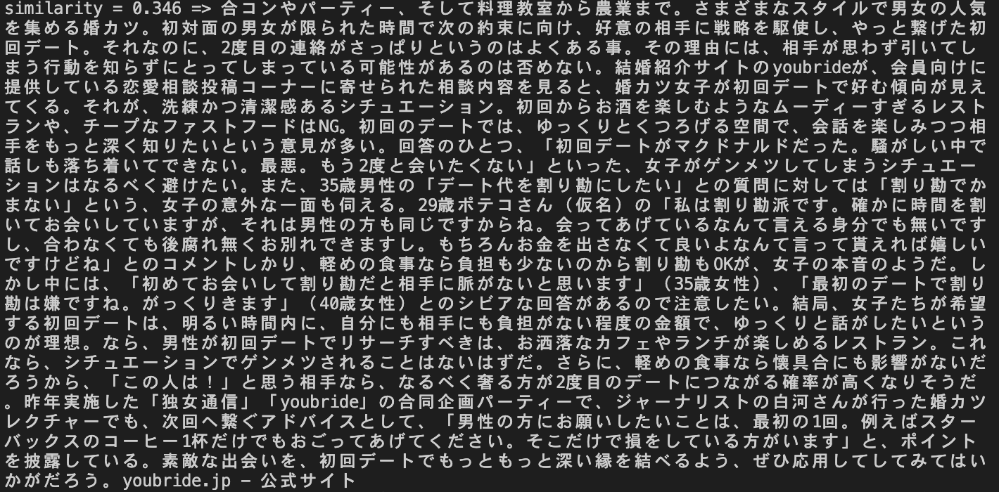 similarity = 0.346 => 合コンやパーティー、そして料理教室から農業まで。さまざまなスタイルで男女の人気
を集める婚カツ。初対面の男女が限られた時間で次の約束に向け、好意の相手に戦略を駆使し、やっと繋げた初
回デート。それなのに、2度目の連絡がさっぱりというのはよくある事。その理由には、相手が思わず引いてし
まう行動を知らずにとってしまっている可能性があるのは否めない。結婚紹介サイトのyoubrideが、会員向けに
提供している恋愛相談投稿コーナーに寄せられた相談内容を見ると、婚カツ女子が初回デートで好む傾向が見え
てくる。それが、洗練かつ清潔感あるシチュエーション。初回からお酒を楽しむようなムーディーすぎるレスト
ランや、チープなファストフードはNG。初回のデートでは、ゆっくりとくつろげる空間で、会話を楽しみつつ相
手をもっと深く知りたいという意見が多い。回答のひとつ、「初回デートがマクドナルドだった。騒がしい中で
話しも落ち着いてできない。最悪。もう2度と会いたくない」といった、女子がゲンメツしてしまうシチュエー
ションはなるべく避けたい。また、35歳男性の「デート代を割り勘にしたい」との質問に対しては「割り勘でか
まない」という、女子の意外な一面も伺える。29歳ポテコさん（仮名）の「私は割り勘派です。確かに時間を割
いてお会いしていますが、それは男性の方も同じですからね。会ってあげているなんて言える身分でも無いです
し、合わなくても後腐れ無くお別れできますし。もちろんお金を出さなくて良いよなんて言って貰えれば嬉しい
ですけどね」とのコメントしかり、軽めの食事なら負担も少ないのから割り勘もOKが、女子の本音のようだ。し
かし中には、「初めてお会いして割り勘だと相手に脈がないと思います」（35歳女性）、「最初のデートで割り
勘は嫌ですね。がっくりきます」（40歳女性）とのシビアな回答があるので注意したい。結局、女子たちが希望
する初回デートは、明るい時間内に、自分にも相手にも負担がない程度の金額で、ゆっくりと話がしたいという
のが理想。なら、男性が初回デートでリサーチすべきは、お洒落なカフェやランチが楽しめるレストラン。これ
なら、シチュエーションでゲンメツされることはないはずだ。さらに、軽めの食事なら懐具合にも影響がないだ
ろうから、「この人は！」と思う相手なら、なるべく奢る方が2度目のデートにつながる確率が高くなりそうだ
。昨年実施した「独女通信」「youbride」の合同企画パーティーで、ジャーナリストの白河さんが行った婚カツ
レクチャーでも、次回へ繋ぐアドバイスとして、「男性の方にお願いしたいことは、最初の1回。例えばスター
バックスのコーヒー1杯だけでもおごってあげてください。そこだけで損をしている方がいます」と、ポイント
を披露している。素敵な出会いを、初回デートでもっともっと深い縁を結べるよう、ぜひ応用してしてみてはい
かがだろう。youbride.jp – 公式サイト